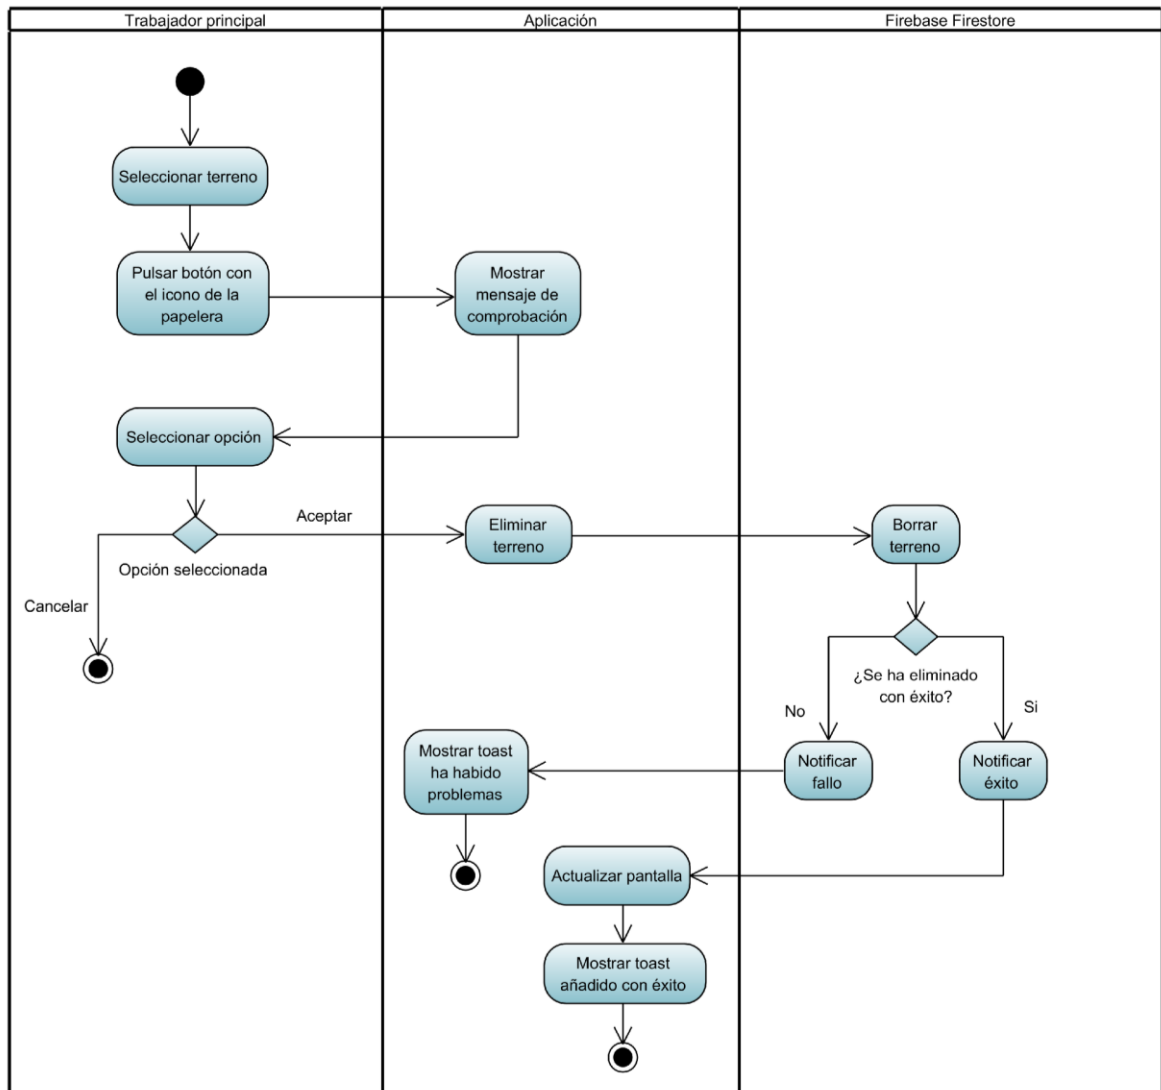 Trabajador principal
Aplicación
Firebase Firestore
Seleccionar terreno
Pulsar botón con
el icono de la
papelera
Mostrar
mensaje de
comprobación
Seleccionar opción
Aceptar
Opción seleccionada
Cancelar
Eliminar
terreno
Borrar
terreno
¿Se ha eliminado
con éxito?
No
Si
Notificar
fallo
Notificar
éxito
Mostrar toast
ha habido
problemas
Actualizar pantalla
Mostrar toast
añadido con éxito